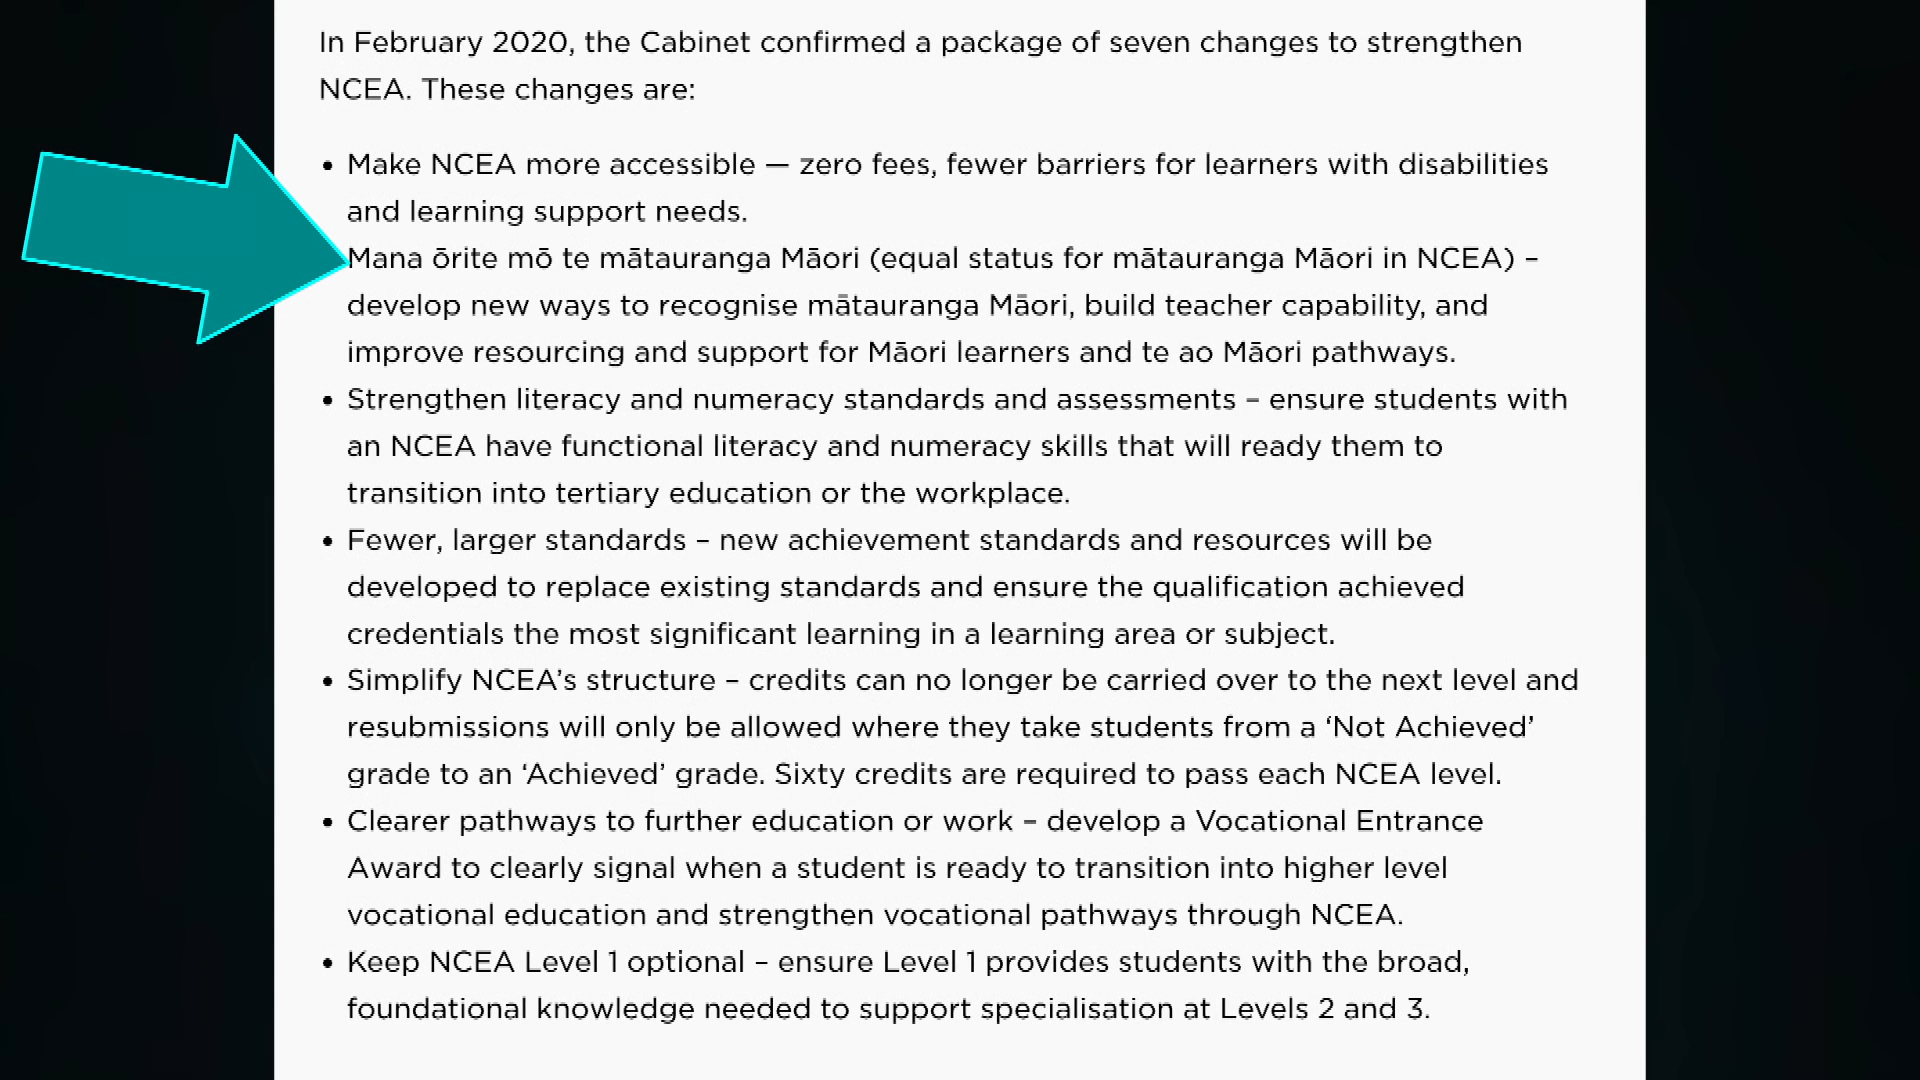 In February 2020, the Cabinet confirmed a package of seven changes to strengthen
NCEA. These changes are:
• Make NCEA more accessible — zero fees, fewer barriers for learners with disabilities
and learning support needs.
Mana ōrite mō te mātauranga Māori (equal status for mātauranga Māori in NCEA) –
develop new ways to recognise mātauranga Māori, build teacher capability, and
improve resourcing and support for Māori learners and te ao Māori pathways.
• Strengthen literacy and numeracy standards and assessments – ensure students with
an NCEA have functional literacy and numeracy skills that will ready them to
transition into tertiary education or the workplace.
• Fewer, larger standards – new achievement standards and resources will be
developed to replace existing standards and ensure the qualification achieved
credentials the most significant learning in a learning area or subject.
• Simplify NCEA’s structure – credits can no longer be carried over to the next level and
resubmissions will only be allowed where they take students from a ‘Not Achieved’
grade to an ‘Achieved’ grade. Sixty credits are required to pass each NCEA level.
• Clearer pathways to further education or work – develop a Vocational Entrance
Award to clearly signal when a student is ready to transition into higher level
vocational education and strengthen vocational pathways through NCEA.
• Keep NCEA Level 1 optional – ensure Level 1 provides students with the broad,
foundational knowledge needed to support specialisation at Levels 2 and 3.